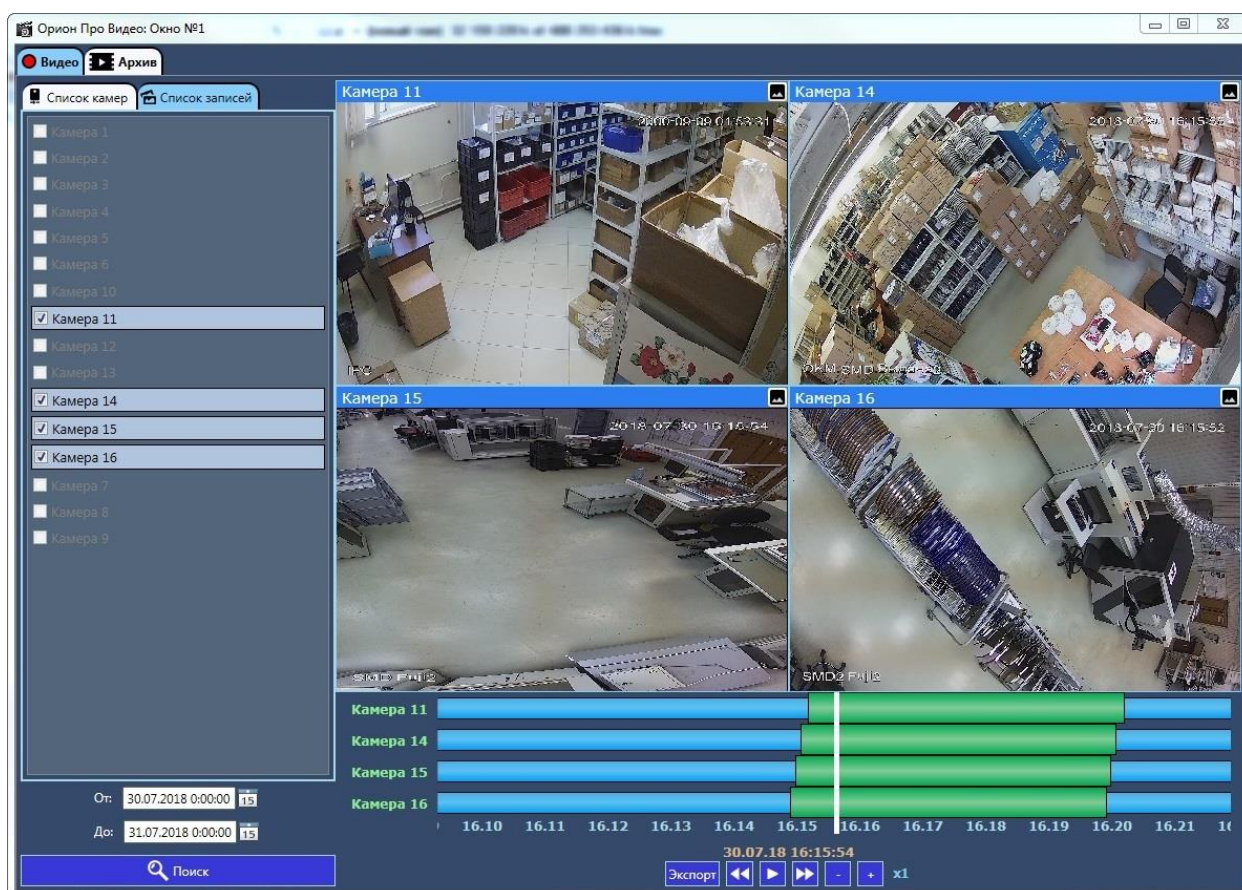 Орион Про Видео: Окно №1
Видео Архив
Список камер Список записей
Камера 1
Камера 2
Камера 3
Камера 4
Камера 5
Камера 6
Камера 10
Камера 11
Камера 12
Камера 13
Камера 14
Камера 15
Камера 16
Камера 7
Камера 8
Камера 9
От: 30.07.2018 0:00:00 15
До: 31.07.2018 0:00:00 15
Поиск
Камера 11
IPC
Камера 14
Камера 15
2018-07-30 16:15:54
SMD Fuji2
Камера 16
2018-07-30 16:15:52
SMD2 Fuji2
Камера 11
Камера 14
Камера 15
Камера 16
16.10 16.11 16.12 16.13 16.14 16.15 16.16 16.17 16.18 16.19 16.20 16.21 16
30.07.18 16:15:54
Экспорт - + x1